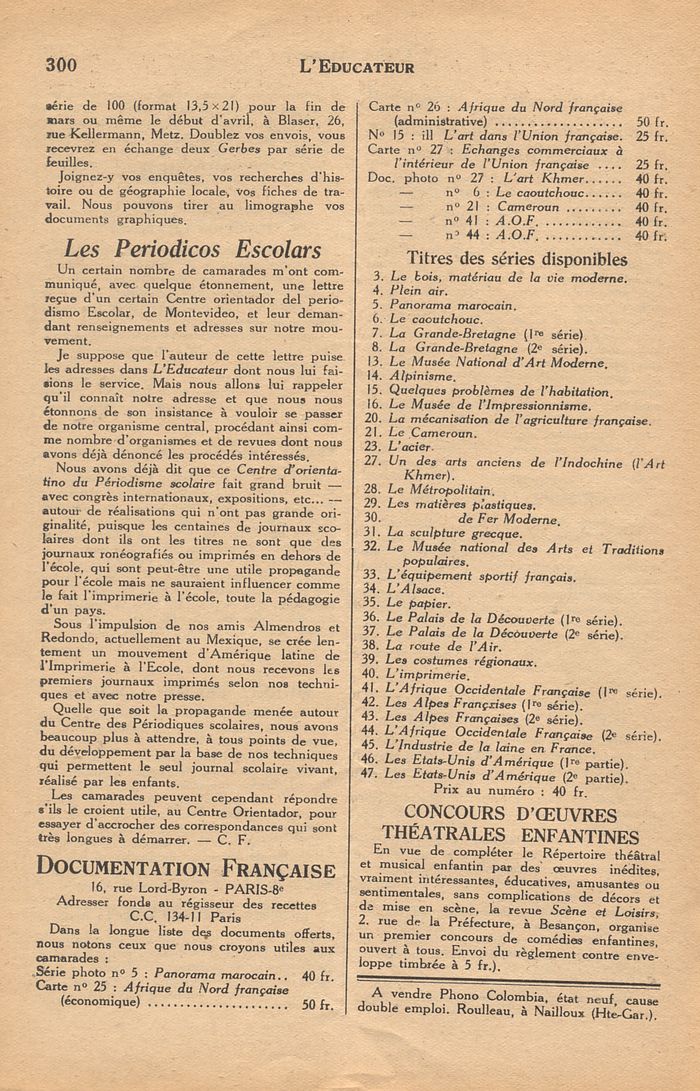 300
L'EDUCATEUR
série de 100 (format 13,5×21) pour la fin de
mars ou même le début d'avril, à Blaser, 26,
rue Kellermann, Metz. Doublez vos envois, vous
recevrez en échange deux Gerbes par série de
feuilles.
Joignez-y vos enquêtes, vos recherches d'his-
toire ou de géographie locale, vos fiches de tra-
vail. Nous pouvons tirer au limographe vos
documents graphiques.
Les Periodicos Escolars
Un certain nombre de camarades m'ont com-
muniqué, avec quelque étonnement, une lettre
reçue d'un certain Centre orientador del perio-
dismo Escolar, de Montevideo, et leur deman-
dant renseignements et adresses sur notre mou-
vement.
Je suppose que l'auteur de cette lettre puise
les adresses dans L'Educateur dont nous lui fai-
sions le service. Mais nous allons lui rappeler
qu'il connaît notre adresse et que nous nous
étonnons de son insistance à vouloir se passer
de notre organisme central, procédant ainsi com-
me nombre d'organismes et de revues dont nous
avons déjà dénoncé les procédés intéressés.
Nous avons déjà dit que ce Centre d'orienta-
tino du Périodisme scolaire fait grand bruit —
avec congrès internationaux, expositions, etc... —
autour de réalisations qui n'ont pas grande ori-
ginalité, puisque les centaines de journaux sco-
laires dont ils ont les titres ne sont que des
journaux ronéografiés ou imprimés en dehors de
l'école, qui sont peut-être une utile propagande
pour l'école mais ne sauraient influencer comme
le fait l'imprimerie à l'école, toute la pédagogie
d'un pays.
Sous l'impulsion de nos amis Almendros et
Redondo, actuellement au Mexique, se crée len-
tement un mouvement d'Amérique latine de
l'Imprimerie à l'Ecole, dont nous recevons les
premiers journaux imprimés selon nos techni-
ques et avec notre presse.
Quelle que soit la propagande menée autour
du Centre des Périodiques scolaires, nous avons
beaucoup plus à attendre, à tous points de vue,
du développement par la base de nos techniques
qui permettent le seul journal scolaire vivant,
réalisé par les enfants.
Les camarades peuvent cependant répondre
s'ils le croient utile, au Centre Orientador, pour
essayer d'accrocher des correspondances qui sont
très longues à démarrer. — C. F.
DOCUMENTATION FRANÇAISE
16, rue Lord-Byron - PARIS-8e
Adresser fonds au régisseur des recettes
C.C. 134-11 Paris
Dans la longue liste des documents offerts,
nous notons ceux que nous croyons utiles aux
camarades :
Série photo n° 5 : Panorama marocain.. 40 fr.
Carte n° 25 : Afrique du Nord française
(économique) ........................ 50 fr.
Carte n° 26 : Afrique du Nord française
(administrative) ..................... 50 fr.
N° 15 : ill L'art dans l'Union française. 25 fr.
Carte n° 27 : Echanges commerciaux à
l'intérieur de l'Union française .... 25 fr.
Doc. photo n° 27 : L'art Khmer...... 40 fr.
— n° 6 : Le caoutchouc...... 40 fr.
— n° 21 : Cameroun ......... 40 fr.
— n° 41 : A.O.F. ............ 40 fr.
— n° 44 : A.O.F. ............ 40 fr.
Titres des séries disponibles
3. Le bois, matériau de la vie moderne.
4. Plein air.
5. Panorama marocain.
6. Le caoutchouc.
7. La Grande-Bretagne (1re série).
8. La Grande-Bretagne (2e série).
13. Le Musée National d'Art Moderne.
14. Alpinisme.
15. Quelques problèmes de l'habitation.
16. Le Musée de l'Impressionnisme.
20. La mécanisation de l'agriculture française.
21. Le Cameroun.
23. L'acier.
27. Un des arts anciens de l'Indochine (l'Art
Khmer).
28. Le Métropolitain.
29. Les matières plastiques.
30. de Fer Moderne.
31. La sculpture grecque.
32. Le Musée national des Arts et Traditions
populaires.
33. L'équipement sportif français.
34. L'Alsace.
35. Le papier.
36. Le Palais de la Découverte (1re série).
37. Le Palais de la Découverte (2e série).
38. La route de l'Air.
39. Les costumes régionaux.
40. L'imprimerie.
41. L'Afrique Occidentale Française (1re série).
42. Les Alpes Françxises (1re série).
43. Les Alpes Françaises (2e série).
44. L'Afrique Occidentale Française (2e série).
45. L'Industrie de la laine en France.
46. Les Etats-Unis d'Amérique (1re partie).
47. Les Etats-Unis d'Amérique (2e partie).
Prix au numéro : 40 fr.
CONCOURS D'ŒUVRES
THÉATRALES ENFANTINES
En vue de compléter le Répertoire théâtral
et musical enfantin par des œuvres inédites,
vraiment intéressantes, éducatives, amusantes ou
sentimentales, sans complications de décors et
de mise en scène, la revue Scène et Loisirs,
2, rue de la Préfecture, à Besançon, organise
un premier concours de comédies enfantines,
ouvert à tous. Envoi du règlement contre enve-
loppe timbrée à 5 fr.).
A vendre Phono Colombia, état neuf, cause
double emploi. Roulleau, à Nailloux (Hte-Gar.).